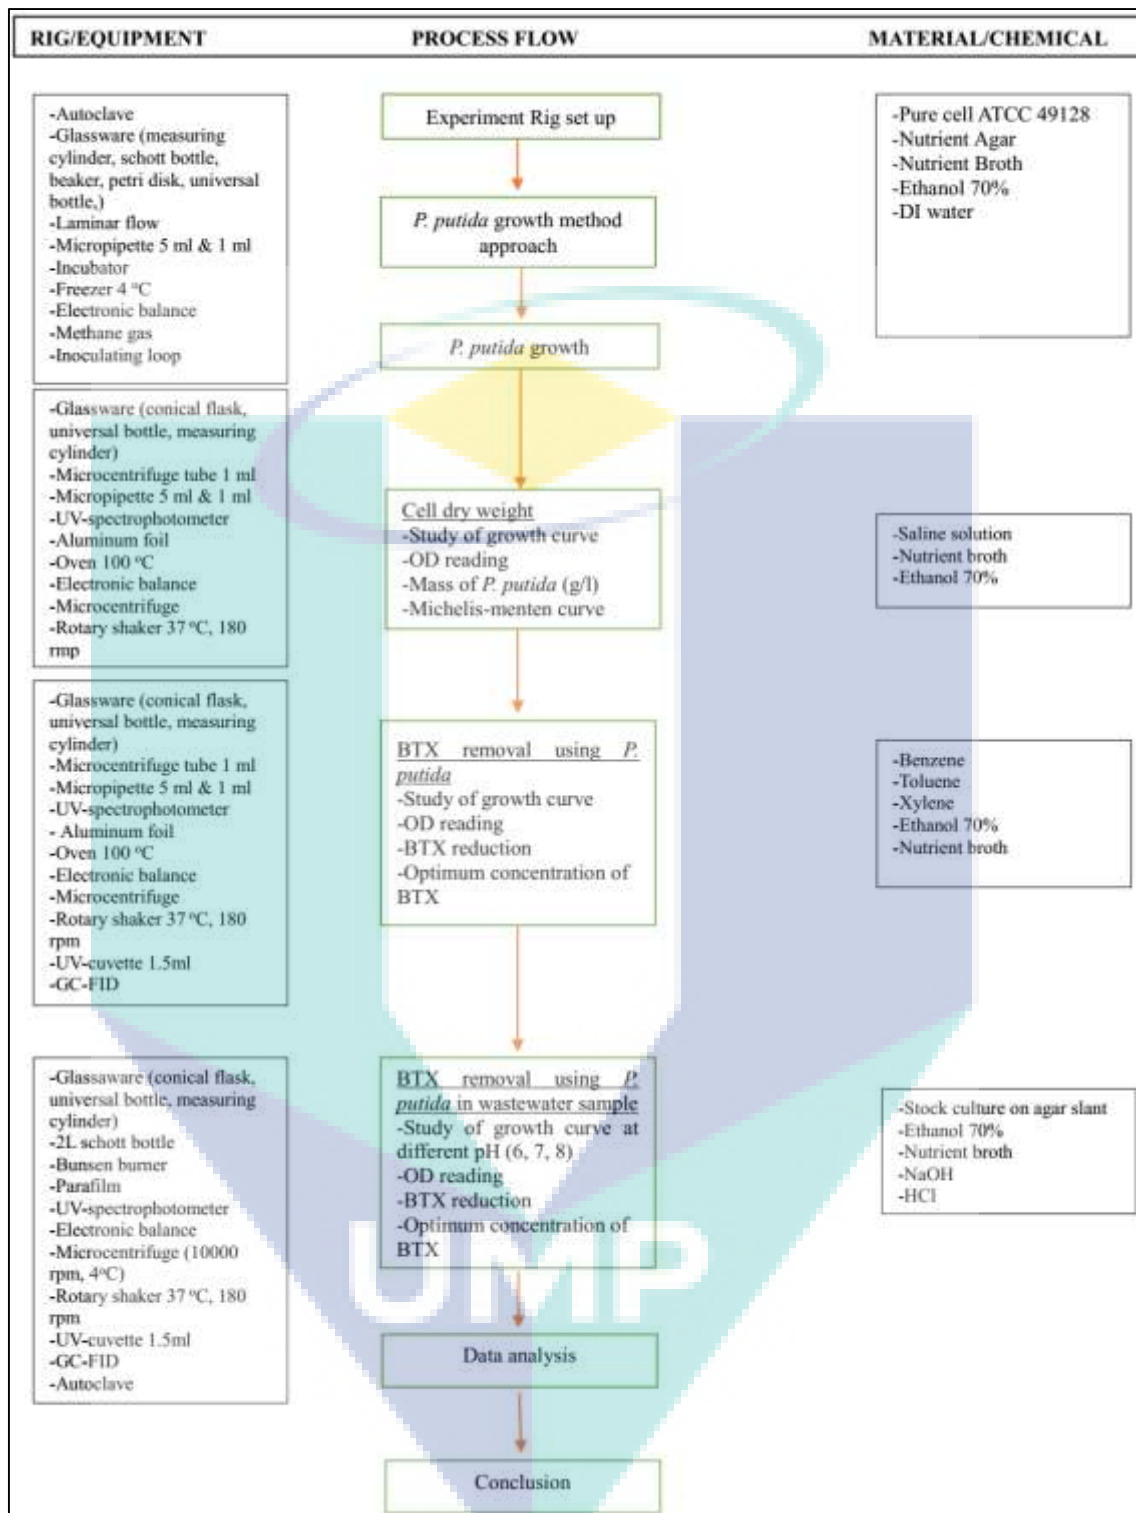 RIG/EQUIPMENT PROCESS FLOW MATERIAL/CHEMICAL
-Autoclave
-Glassware (measuring
cylinder, schott bottle,
beaker, petri disk, universal
bottle,)
-Laminar flow
-Micropipette 5 ml & 1 ml
-Incubator
-Freezer 4 °C
-Electronic balance
-Methane gas
-Inoculating loop
Experiment Rig set up
P. putida growth method
approach
P. putida growth
-Pure cell ATCC 49128
-Nutrient Agar
-Nutrient Broth
-Ethanol 70%
-DI water
-Glassware (conical flask,
universal bottle, measuring
cylinder)
-Microcentrifuge tube 1 ml
-Micropipette 5 ml & 1 ml
-UV-spectrophotometer
-Aluminum foil
-Oven 100 °C
-Electronic balance
-Microcentrifuge
-Rotary shaker 37 °C, 180
rmp
Cell dry weight
-Study of growth curve
-OD reading
-Mass of P. putida (g/l)
-Michelis-menten curve
-Saline solution
-Nutrient broth
-Ethanol 70%
-Glassware (conical flask,
universal bottle, measuring
cylinder)
-Microcentrifuge tube 1 ml
-Micropipette 5 ml & 1 ml
-UV-spectrophotometer
- Aluminum foil
-Oven 100 °C
-Electronic balance
-Microcentrifuge
-Rotary shaker 37 °C, 180
rpm
-UV-cuvette 1.5ml
-GC-FID
BTX removal using P.
putida
-Study of growth curve
-OD reading
-BTX reduction
-Optimum concentration of
BTX
-Benzene
-Toluene
-Xylene
-Ethanol 70%
-Nutrient broth
-Glassaware (conical flask,
universal bottle, measuring
cylinder)
-2L schott bottle
-Bunsen burner
-Parafilm
-UV-spectrophotometer
-Electronic balance
-Microcentrifuge (10000
rpm, 4°C)
-Rotary shaker 37 °C, 180
rpm
-UV-cuvette 1.5ml
-GC-FID
-Autoclave
BTX removal using P.
putida in wastewater sample
-Study of growth curve at
different pH (6, 7, 8)
-OD reading
-BTX reduction
-Optimum concentration of
BTX
-Stock culture on agar slant
-Ethanol 70%
-Nutrient broth
-NaOH
-HCl
UMP
Data analysis
Conclusion